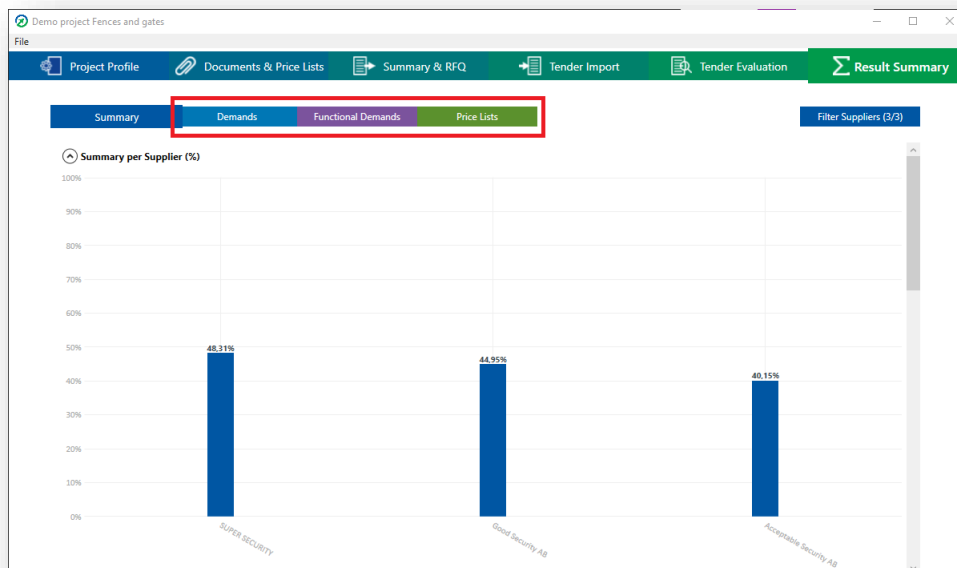 Demo project Fences and gates
File
Project Profile Documents & Price Lists Summary & RFQ Tender Import Tender Evaluation Result Summary
Summary Demands Functional Demands Price Lists Filter Suppliers (3/3)
Summary per Supplier (%)
100%
90%
80%
70%
60%
50%
48,31%
44,95%
40%
40,15%
30%
20%
10%
0%
SUPER SECURITY Good Security AB Acceptable Security AB